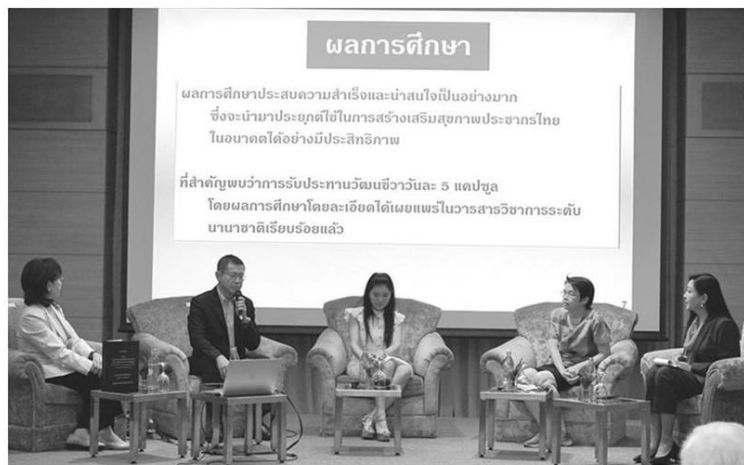 ผลการศึกษา
ผลการศึกษาประสบความสำเร็จและน่าสนใจเป็นอย่างมาก
ซึ่งจะนำมาประยุกต์ใช้ในการสร้างเสริมสุขภาพประชากรไทย
ในอนาคตได้อย่างมีประสิทธิภาพ
ที่สำคัญพบว่าการรับประทานวัฒนชีวาวันละ 5 แคปซูล
โดยผลการศึกษาโดยละเอียดได้เผยแพร่ในวารสารวิชาการระดับ
นานาชาติเรียบร้อยแล้ว
7